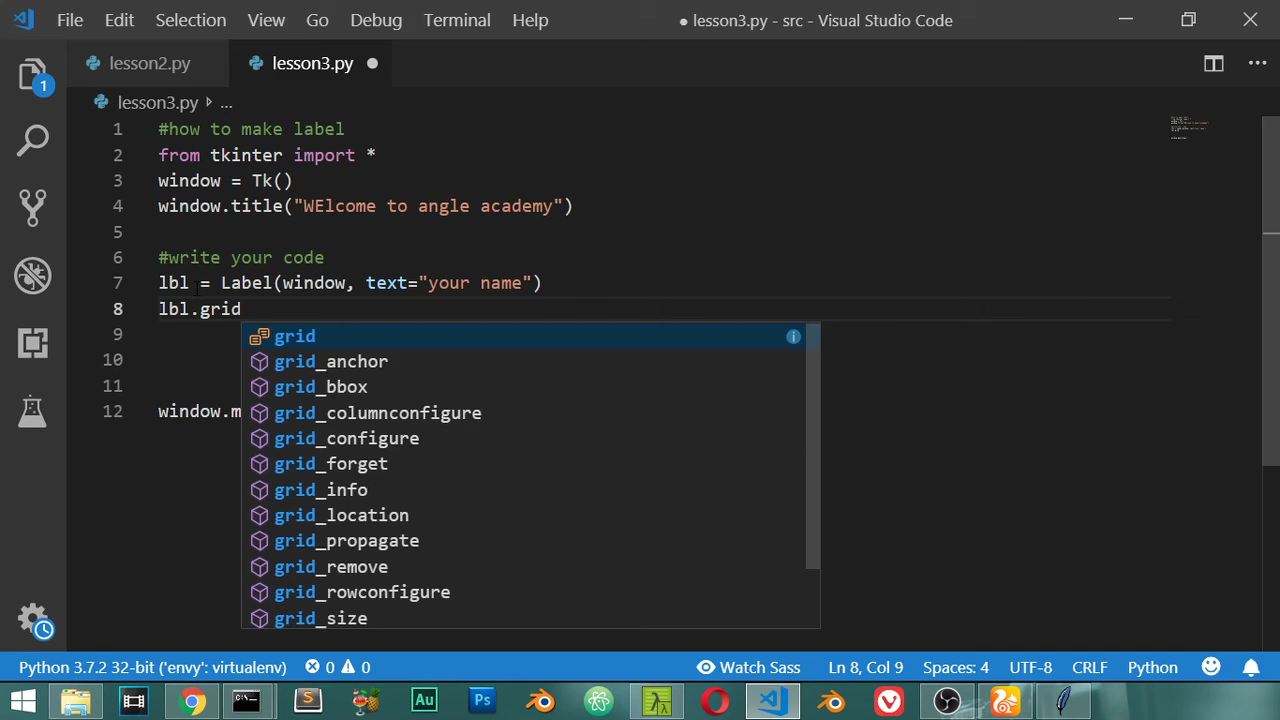 File Edit Selection View Go Debug Terminal Help ● lesson3.py - src - Visual Studio Code
lesson2.py lesson3.py
lesson3.py ...
1 #how to make label
2 from tkinter import *
3 window = Tk()
4 window.title("WElcome to angle academy")
5
6 #write your code
7 lbl = Label(window, text="your name")
8 lbl.grid
9 grid
10 grid_anchor
11 grid_bbox
12 window.m grid_columnconfigure
grid_configure
grid_forget
grid_info
grid_location
grid_propagate
grid_remove
grid_rowconfigure
grid_size
1
Python 3.7.2 32-bit ('envy': virtualenv) 0 0 Watch Sass Ln 8, Col 9 Spaces: 4 UTF-8 CRLF Python
S Au Ps λ